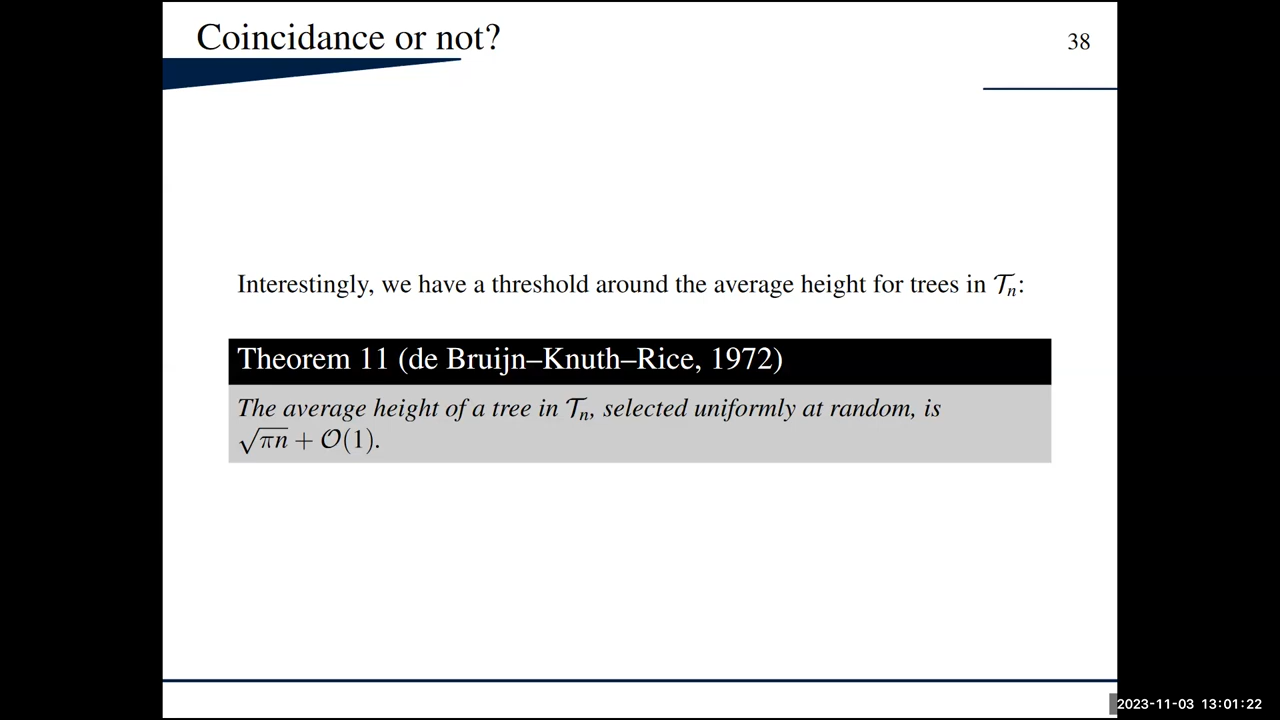 Coincidance or not?
38
Interestingly, we have a threshold around the average height for trees in 𝒯ₙ:
Theorem 11 (de Bruijn–Knuth–Rice, 1972)
The average height of a tree in 𝒯ₙ, selected uniformly at random, is
√πn + 𝒪(1).
2023-11-03 13:01:22